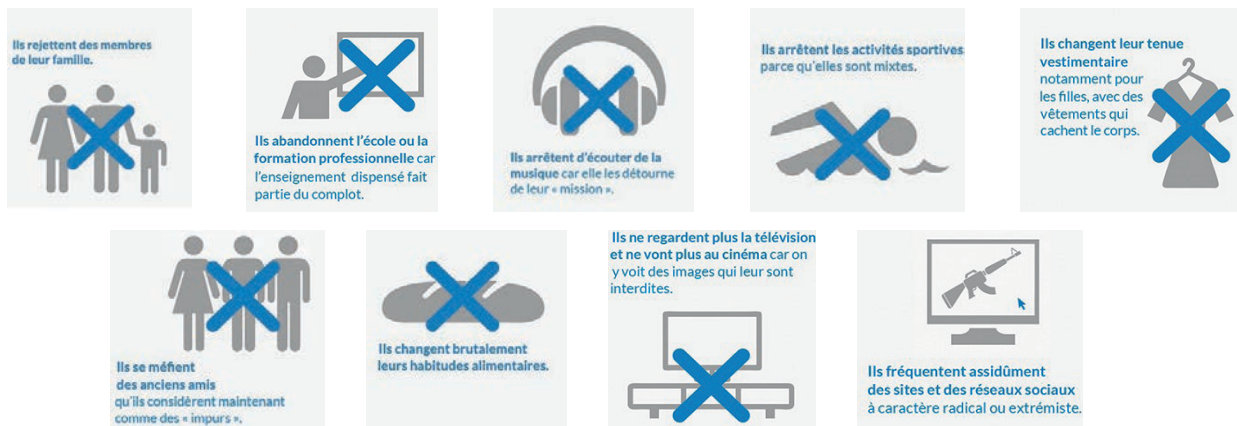 Ils rejettent des membres
de leur famille.
Ils abandonnent l'école ou la
formation professionnelle car
l'enseignement dispensé fait
partie du complot.
Ils arrêtent d'écouter de la
musique car elle les détourne
de leur « mission ».
Ils arrêtent les activités sportives
parce qu'elles sont mixtes.
Ils changent leur tenue
vestimentaire
notamment pour
les filles, avec des
vêtements qui
cachent le corps.
Ils se méfient
des anciens amis
qu'ils considèrent maintenant
comme des « impurs ».
Ils changent brutalement
leurs habitudes alimentaires.
Ils ne regardent plus la télévision
et ne vont plus au cinéma car on
y voit des images qui leur sont
interdites.
Ils fréquentent assidûment
des sites et des réseaux sociaux
à caractère radical ou extrémiste.